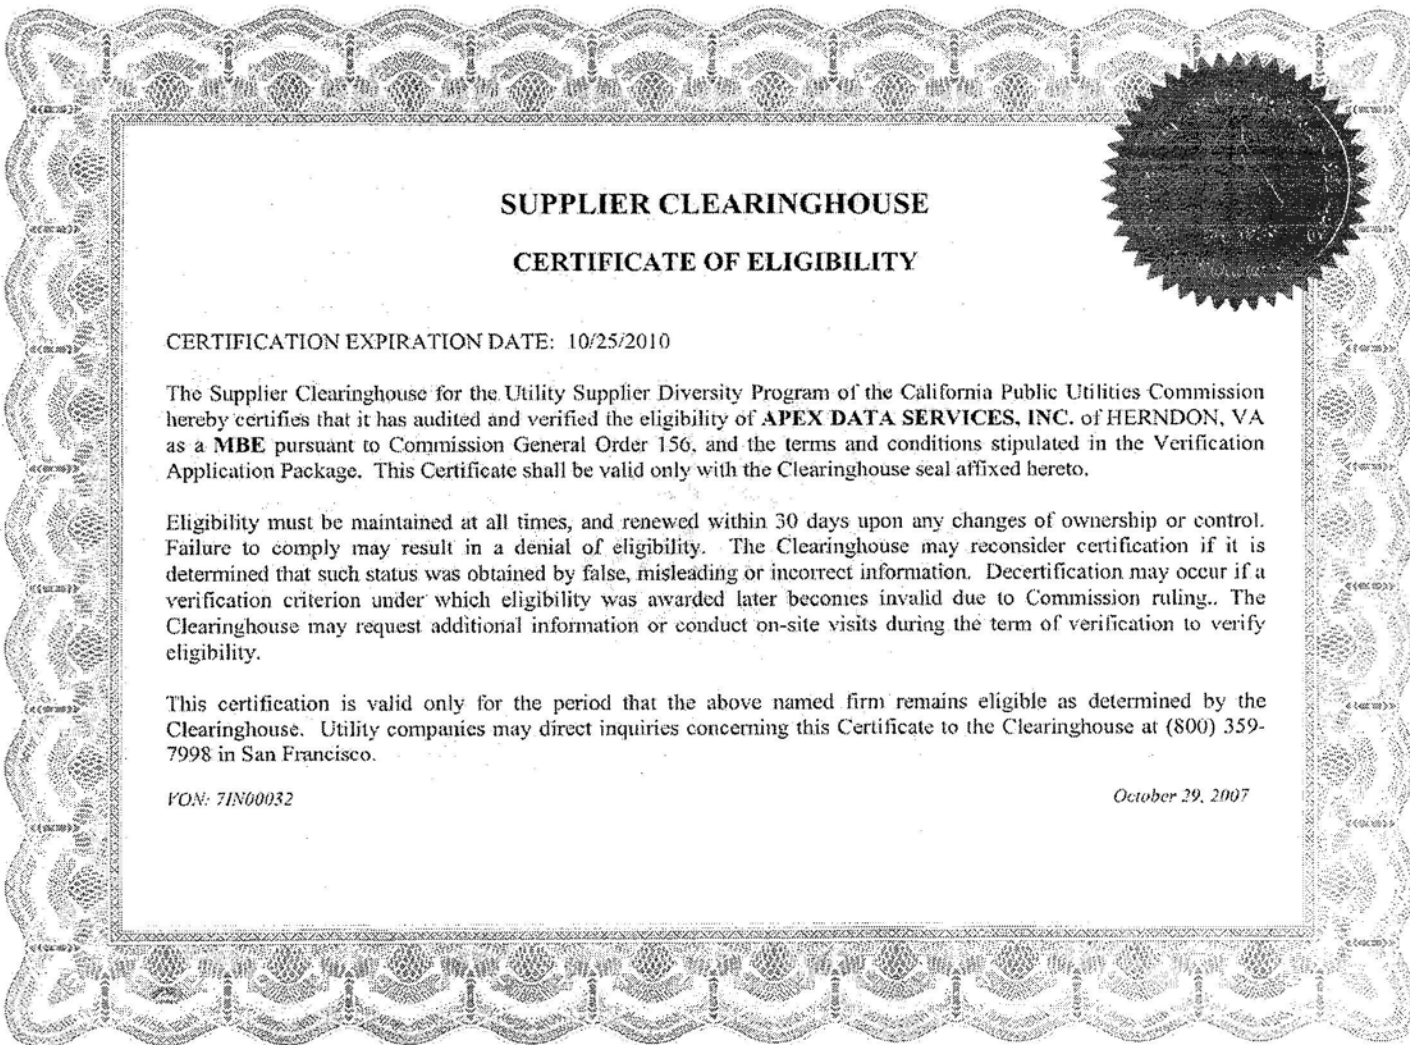 SUPPLIER CLEARINGHOUSE
CERTIFICATE OF ELIGIBILITY
CERTIFICATION EXPIRATION DATE: 10/25/2010
The Supplier Clearinghouse for the Utility Supplier Diversity Program of the California Public Utilities Commission
hereby certifies that it has audited and verified the eligibility of APEX DATA SERVICES, INC. of HERNDON, VA
as a MBE pursuant to Commission General Order 156, and the terms and conditions stipulated in the Verification
Application Package. This Certificate shall be valid only with the Clearinghouse seal affixed hereto.
Eligibility must be maintained at all times, and renewed within 30 days upon any changes of ownership or control.
Failure to comply may result in a denial of eligibility. The Clearinghouse may reconsider certification if it is
determined that such status was obtained by false, misleading or incorrect information. Decertification may occur if a
verification criterion under which eligibility was awarded later becomes invalid due to Commission ruling.. The
Clearinghouse may request additional information or conduct on-site visits during the term of verification to verify
eligibility.
This certification is valid only for the period that the above named firm remains eligible as determined by the
Clearinghouse. Utility companies may direct inquiries concerning this Certificate to the Clearinghouse at (800) 359-
7998 in San Francisco.
VON: 7IN00032
October 29, 2007